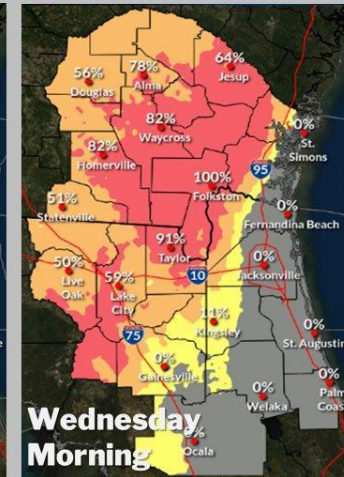 56%
Douglas
78%
Alma
64%
Jesup
82%
Waycross
82%
Homerville
0%
St.
Simons
95
100%
Folkston
51%
Statenville
0%
Fernandina Beach
91%
Taylor
50%
Live
Oak
59%
Lake
City
10
0%
Jacksonville
11%
Kingsley
75
0%
St. Augustin
0%
Gainesville
0%
Palm
Coas
0%
Welaka
%
Ocala
Wednesday
Morning